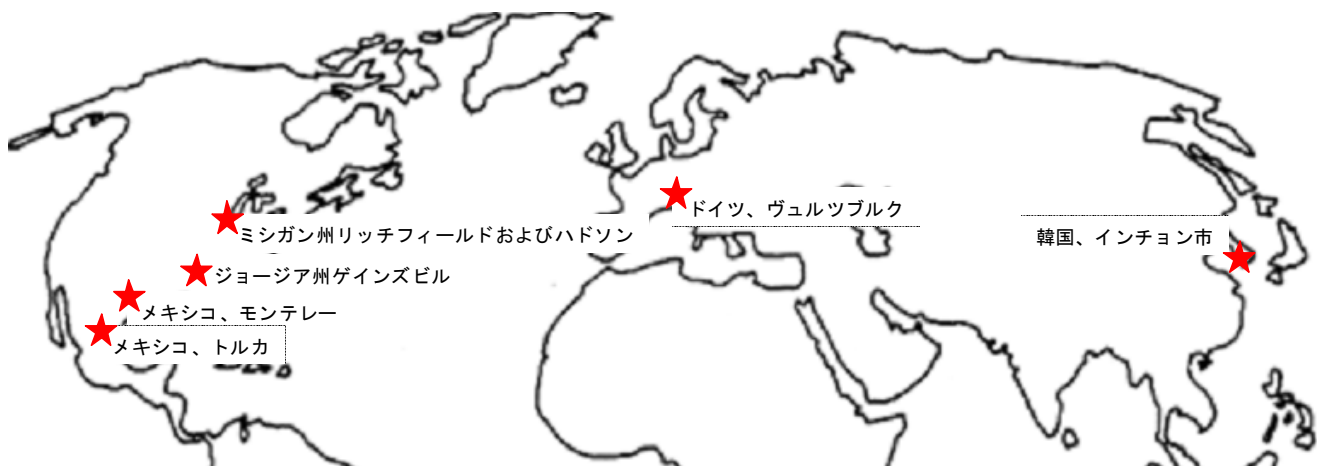 ドイツ、ヴュルツブルク
ミシガン州リッチフィールドおよびハドソン
韓国、インチョン市
ジョージア州ゲインズビル
メキシコ、モンテレー
メキシコ、トルカ